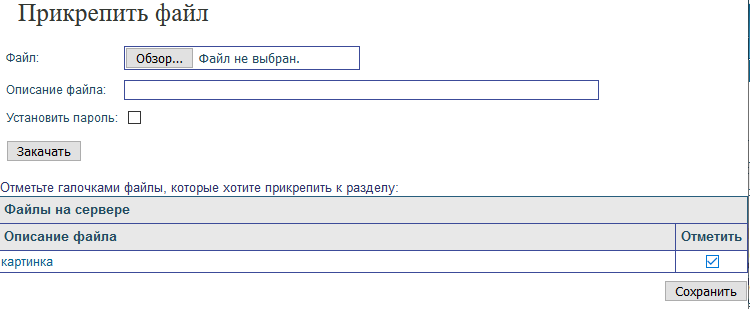 Прикрепить файл
Файл: Обзор... Файл не выбран.
Описание файла:
Установить пароль:
Закачать
Отметьте галочками файлы, которые хотите прикрепить к разделу:
Файлы на сервере
Описание файла Отметить
картинка
Сохранить